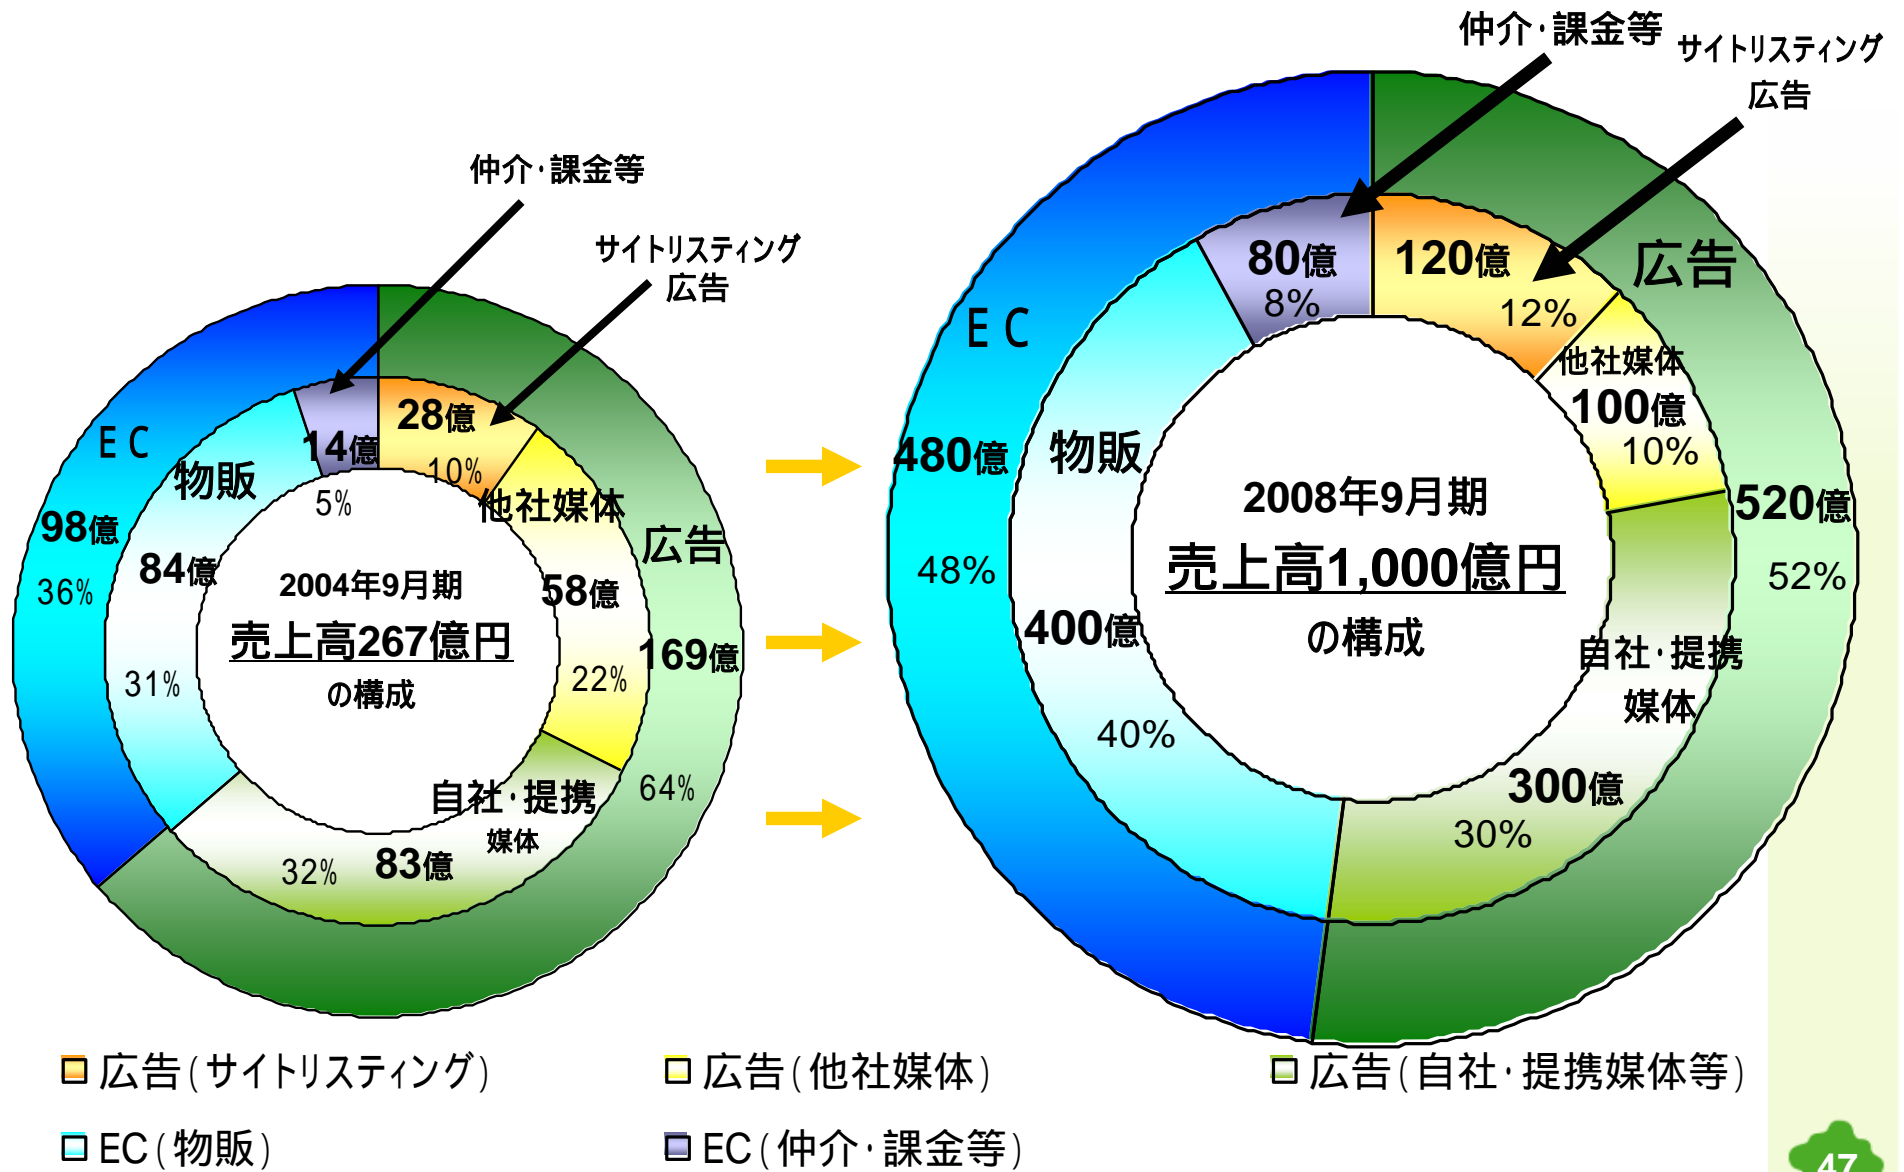 仲介・課金等
サイトリスティング
広告
28億
10%
14億
5%
他社媒体
58億
22%
自社・提携
媒体
83億
32%
物販
84億
31%
EC
98億
36%
広告
169億
64%
2004年9月期
売上高267億円
の構成
仲介・課金等
サイトリスティング
広告
80億
8%
120億
12%
他社媒体
100億
10%
自社・提携
媒体
300億
30%
物販
400億
40%
EC
480億
48%
広告
520億
52%
2008年9月期
売上高1,000億円
の構成
広告(サイトリスティング)
広告(他社媒体)
広告(自社・提携媒体等)
EC(物販)
EC(仲介・課金等)
47